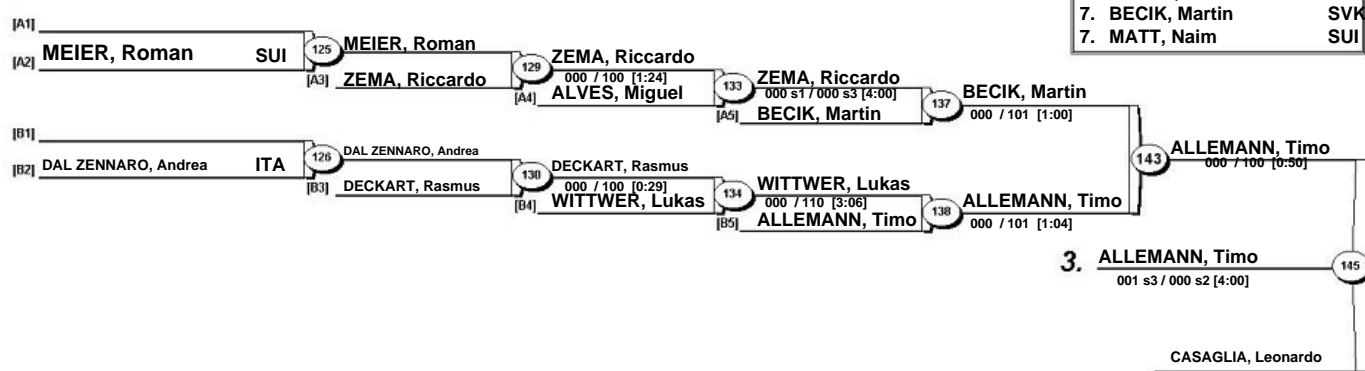 7. BECIK, Martin SVK
7. MATT, Naim SUI
[A1]
[A2] MEIER, Roman SUI 125 MEIER, Roman
[A3] ZEMA, Riccardo 129 ZEMA, Riccardo
000 / 100 [1:24]
[A4] ALVES, Miguel 133 ZEMA, Riccardo
000 s1 / 000 s3 [4:00]
[A5] BECIK, Martin 137 BECIK, Martin
000 / 101 [1:00]
[B1]
[B2] DAL ZENNARO, Andrea ITA 126 DAL ZENNARO, Andrea
[B3] DECKART, Rasmus 130 DECKART, Rasmus
000 / 100 [0:29]
[B4] WITTWER, Lukas 134 WITTWER, Lukas
000 / 110 [3:06]
[B5] ALLEMANN, Timo 138 ALLEMANN, Timo
000 / 101 [1:04]
143 ALLEMANN, Timo
000 / 100 [0:50]
3. ALLEMANN, Timo 145
001 s3 / 000 s2 [4:00]
CASAGLIA, Leonardo